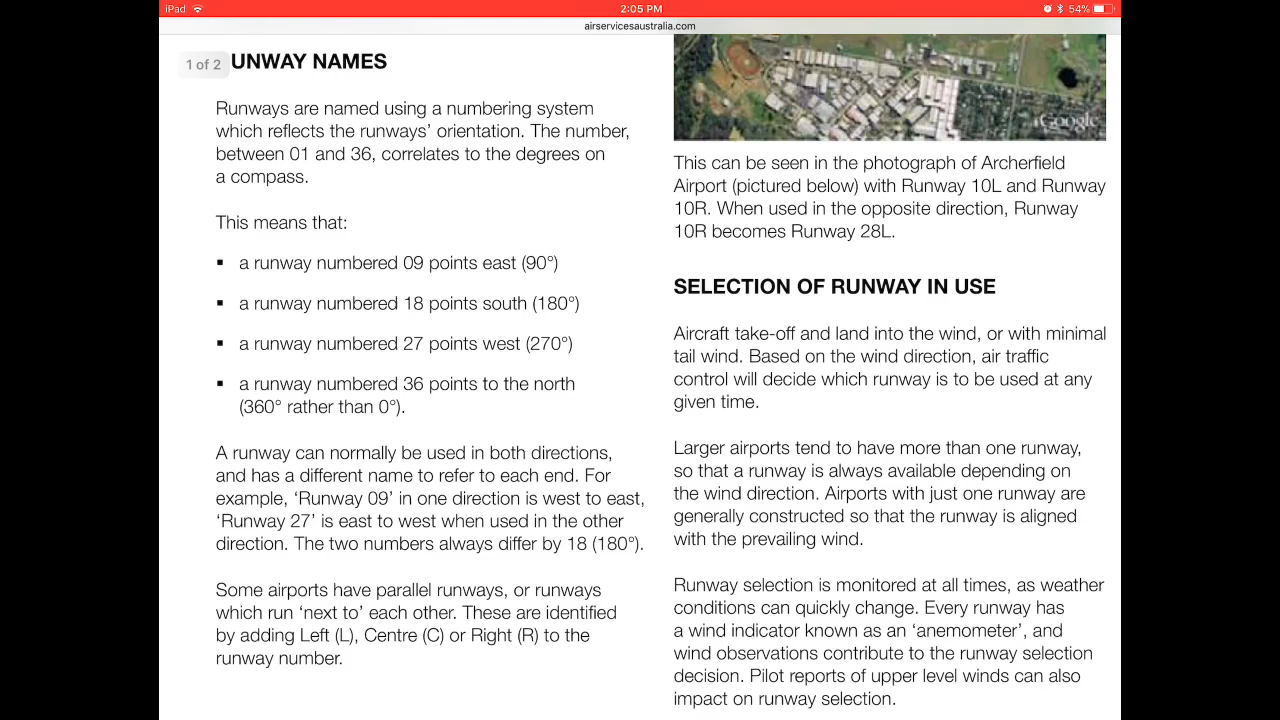 iPad
2:05 PM
54%
airservicesaustralia.com
1 of 2
UNWAY NAMES
Runways are named using a numbering system
which reflects the runways' orientation. The number,
between 01 and 36, correlates to the degrees on
a compass.
This means that:
▪ a runway numbered 09 points east (90°)
▪ a runway numbered 18 points south (180°)
▪ a runway numbered 27 points west (270°)
▪ a runway numbered 36 points to the north
(360° rather than 0°).
A runway can normally be used in both directions,
and has a different name to refer to each end. For
example, 'Runway 09' in one direction is west to east,
'Runway 27' is east to west when used in the other
direction. The two numbers always differ by 18 (180°).
Some airports have parallel runways, or runways
which run 'next to' each other. These are identified
by adding Left (L), Centre (C) or Right (R) to the
runway number.
Google
This can be seen in the photograph of Archerfield
Airport (pictured below) with Runway 10L and Runway
10R. When used in the opposite direction, Runway
10R becomes Runway 28L.
SELECTION OF RUNWAY IN USE
Aircraft take-off and land into the wind, or with minimal
tail wind. Based on the wind direction, air traffic
control will decide which runway is to be used at any
given time.
Larger airports tend to have more than one runway,
so that a runway is always available depending on
the wind direction. Airports with just one runway are
generally constructed so that the runway is aligned
with the prevailing wind.
Runway selection is monitored at all times, as weather
conditions can quickly change. Every runway has
a wind indicator known as an 'anemometer', and
wind observations contribute to the runway selection
decision. Pilot reports of upper level winds can also
impact on runway selection.